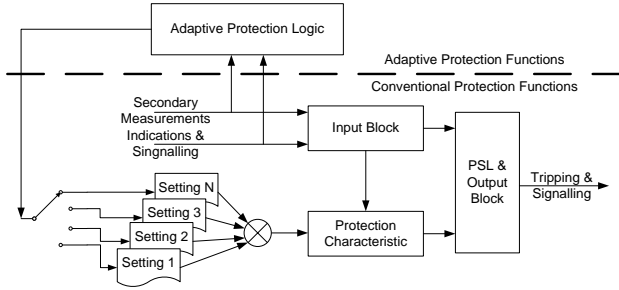 Adaptive Protection Logic
Adaptive Protection Functions
Conventional Protection Functions
Secondary
Measurements
Indications &
Singnalling
Input Block
PSL &
Output
Block
Tripping &
Signalling
Setting N
Setting 3
Setting 2
Setting 1
Protection
Characteristic